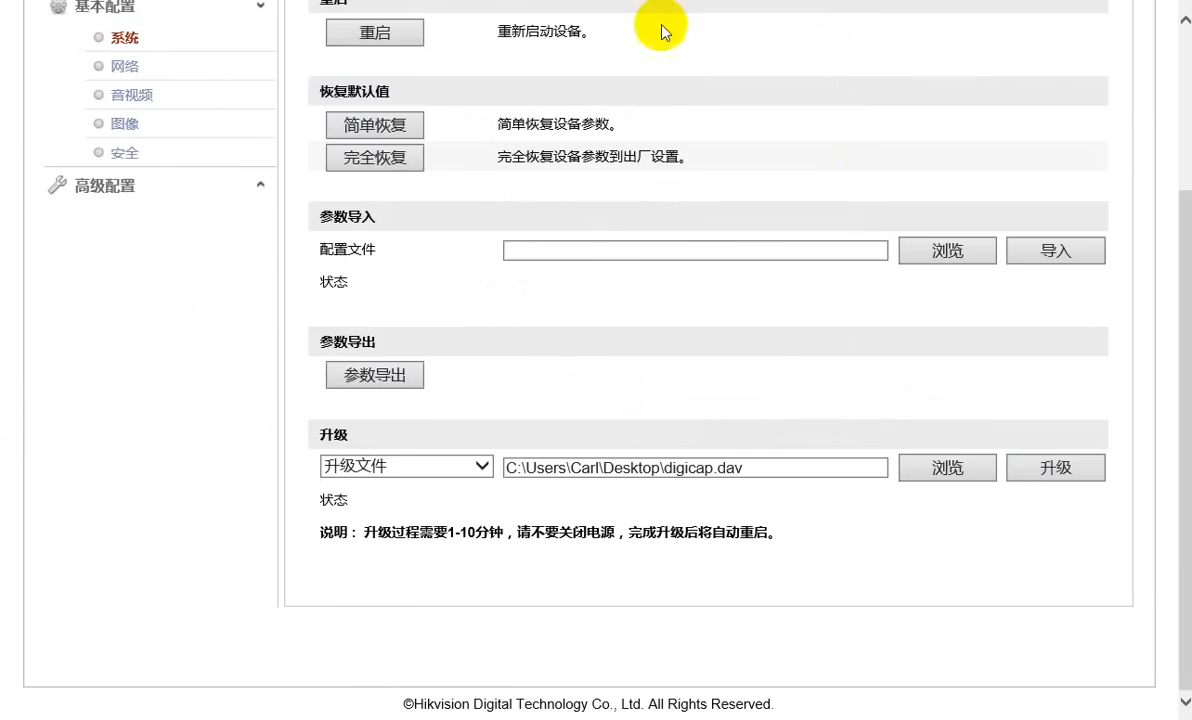 基本配置
系统
网络
音视频
图像
安全
高级配置
重启
重启 重新启动设备。
恢复默认值
简单恢复 简单恢复设备参数。
完全恢复 完全恢复设备参数到出厂设置。
参数导入
配置文件 浏览 导入
状态
参数导出
参数导出
升级
升级文件 C:\Users\Carl\Desktop\digicap.dav 浏览 升级
状态
说明： 升级过程需要1-10分钟，请不要关闭电源，完成升级后将自动重启。
©Hikvision Digital Technology Co., Ltd. All Rights Reserved.